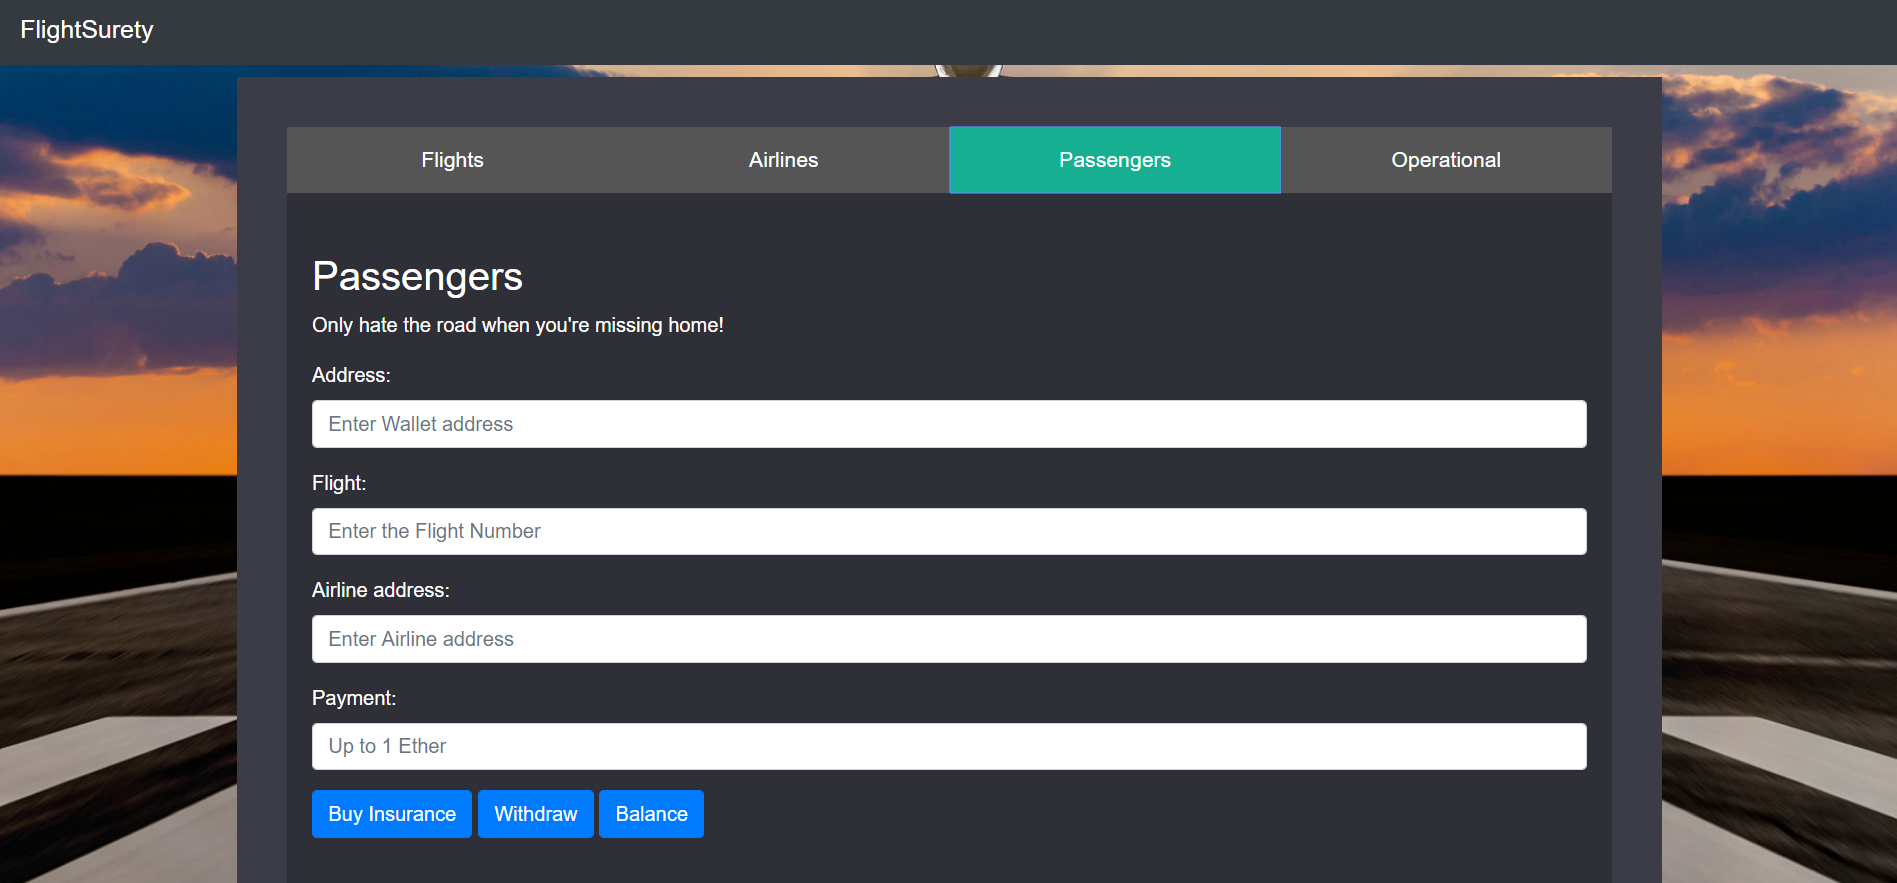 FlightSurety
Flights Airlines Passengers Operational
Passengers
Only hate the road when you're missing home!
Address:
Enter Wallet address
Flight:
Enter the Flight Number
Airline address:
Enter Airline address
Payment:
Up to 1 Ether
Buy Insurance Withdraw Balance